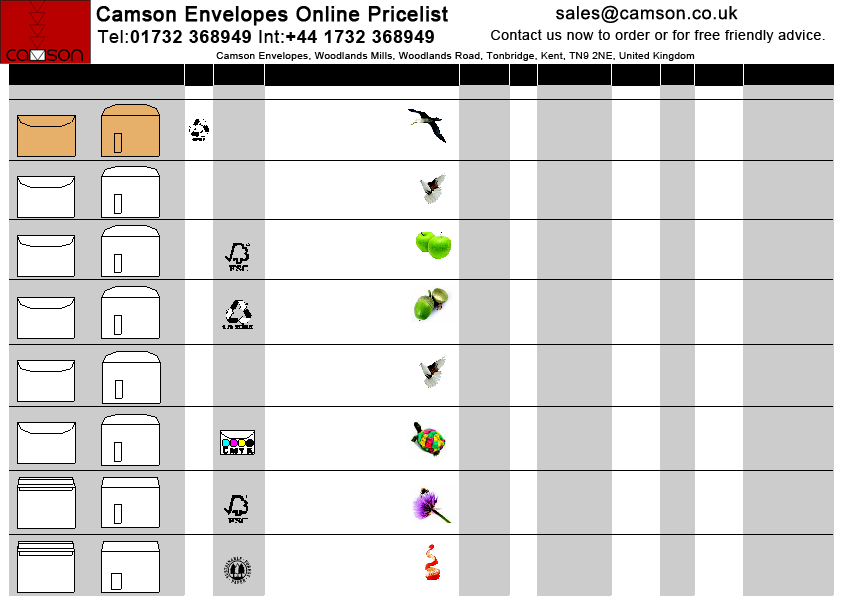 Camson Envelopes Online Pricelist
sales@camson.co.uk
Tel:01732 368949 Int:+44 1732 368949
Contact us now to order or for free friendly advice.
camson
Camson Envelopes, Woodlands Mills, Woodlands Road, Tonbridge, Kent, TN9 2NE, United Kingdom
FSC
CMYK
FSC